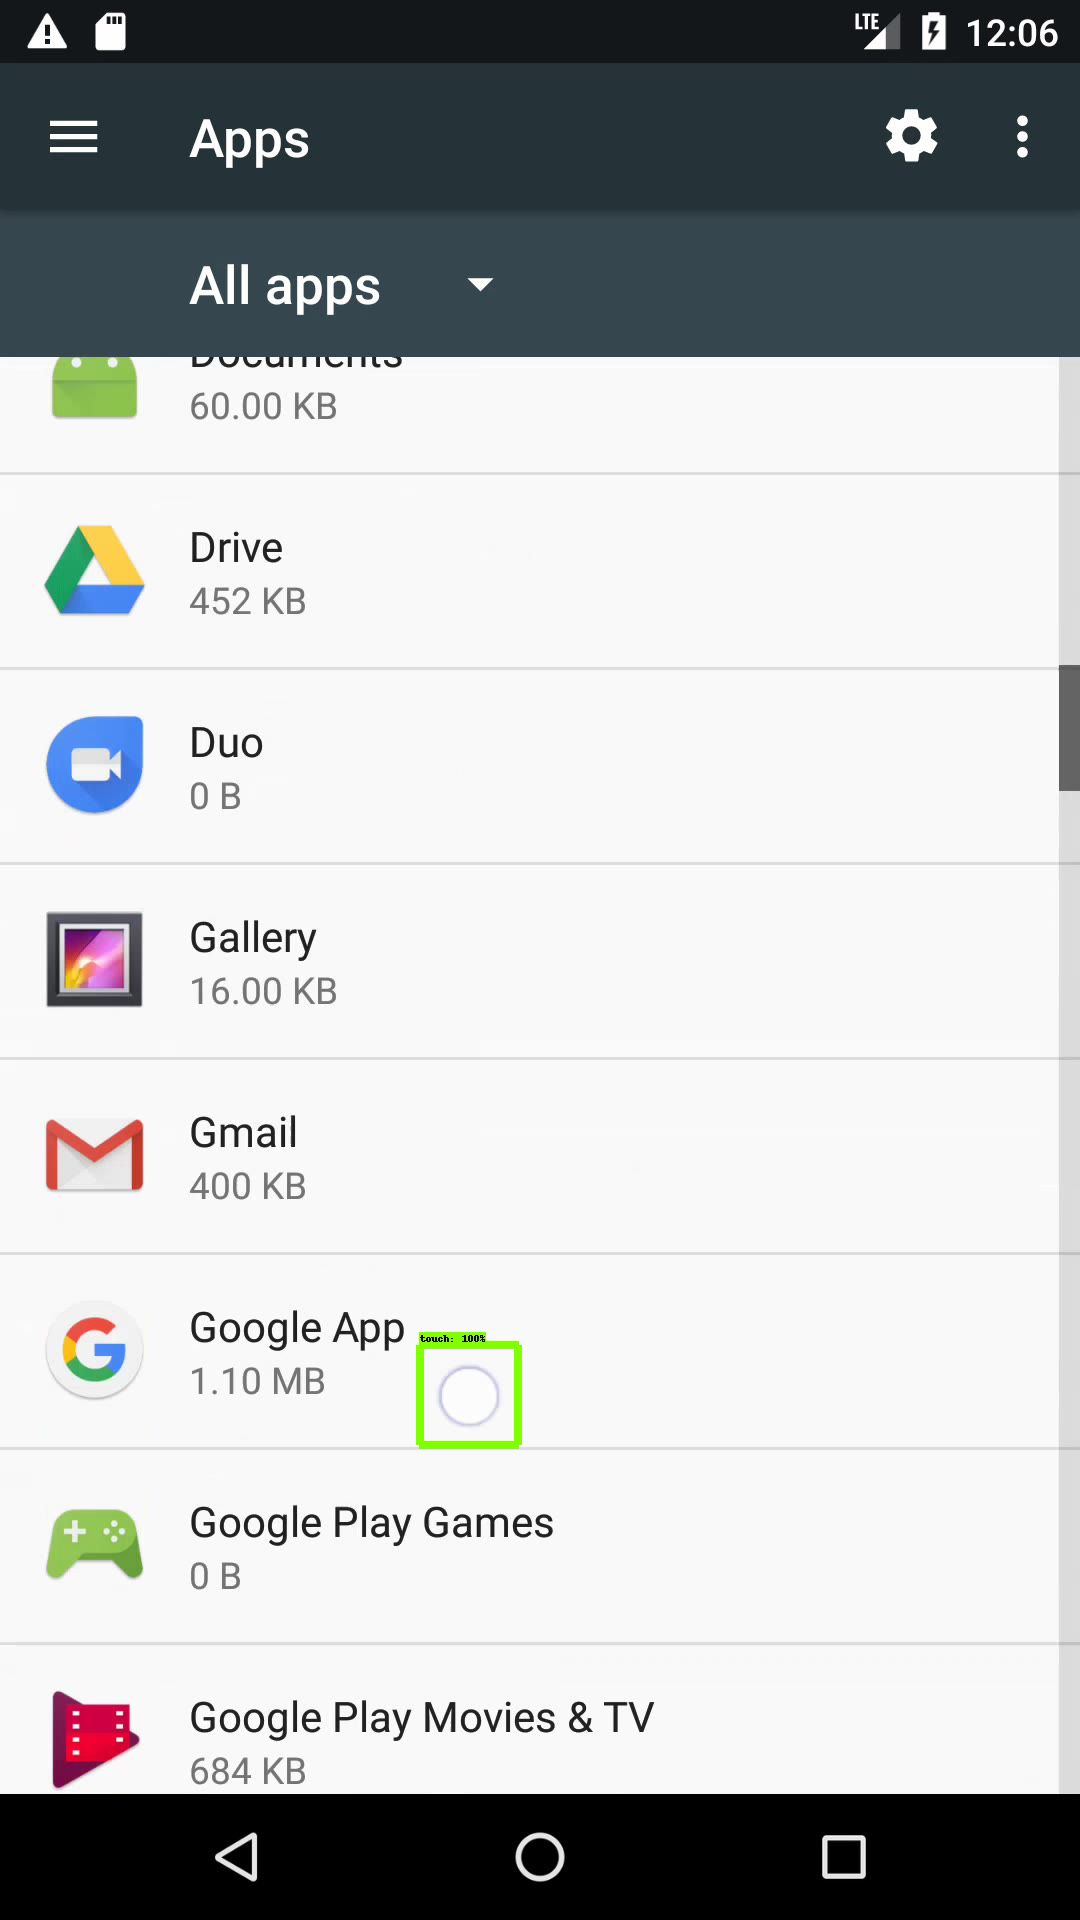 LTE 12:06
Apps
All apps
Documents
60.00 KB
Drive
452 KB
Duo
0 B
Gallery
16.00 KB
Gmail
400 KB
Google App
touch: 100%
1.10 MB
Google Play Games
0 B
Google Play Movies & TV
684 KB